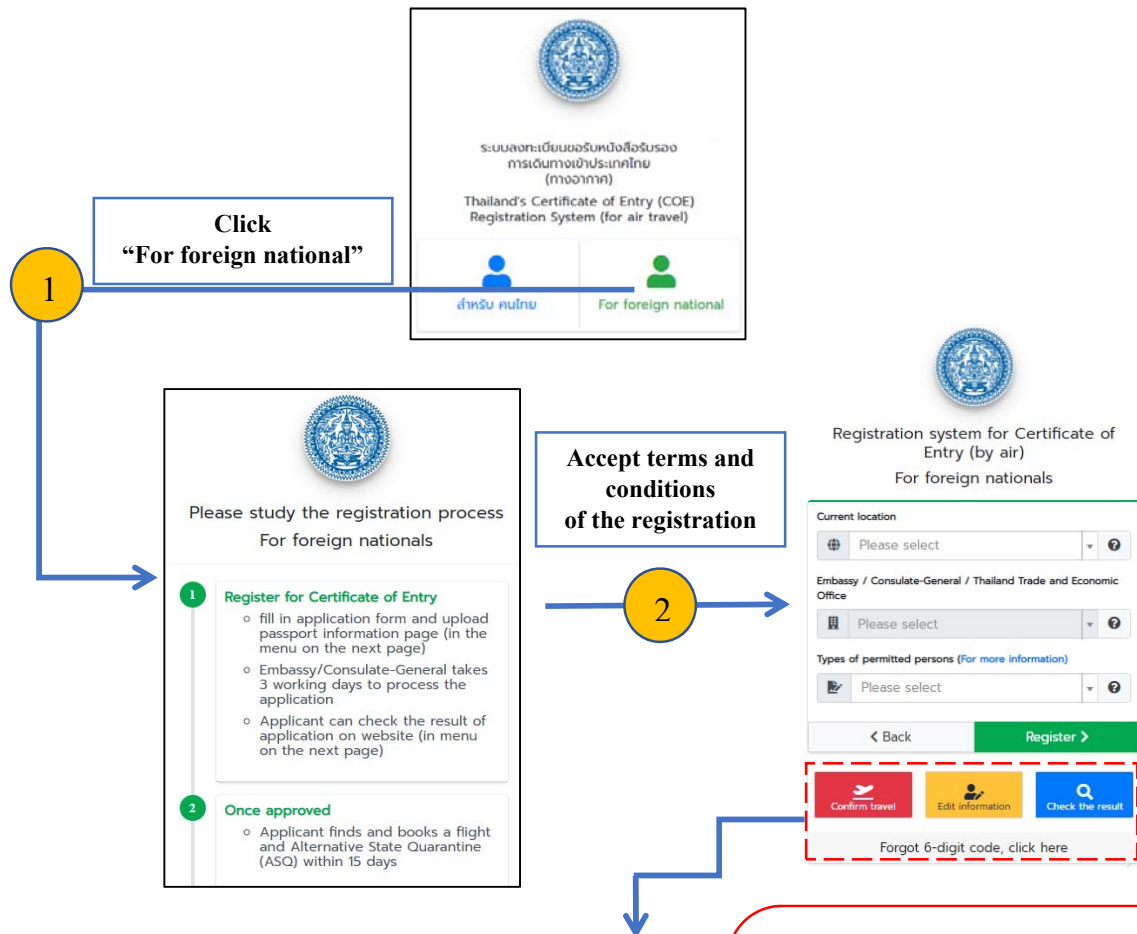 ระบบลงทะเบียนขอรับหนังสือรับรอง
การเดินทางเข้าประเทศไทย
(ทางอากาศ)
Thailand's Certificate of Entry (COE)
Registration System (for air travel)
สำหรับ คนไทย
For foreign national
Click
“For foreign national”
1
Please study the registration process
For foreign nationals
1
Register for Certificate of Entry
fill in application form and upload
passport information page (in the
menu on the next page)
Embassy/Consulate-General takes
3 working days to process the
application
Applicant can check the result of
application on website (in menu
on the next page)
2
Once approved
Applicant finds and books a flight
and Alternative State Quarantine
(ASQ) within 15 days
Accept terms and
conditions
of the registration
2
Registration system for Certificate of
Entry (by air)
For foreign nationals
Current location
Please select
Embassy / Consulate-General / Thailand Trade and Economic
Office
Please select
Types of permitted persons (For more information)
Please select
< Back
Register >
Confirm travel
Edit information
Check the result
Forgot 6-digit code, click here